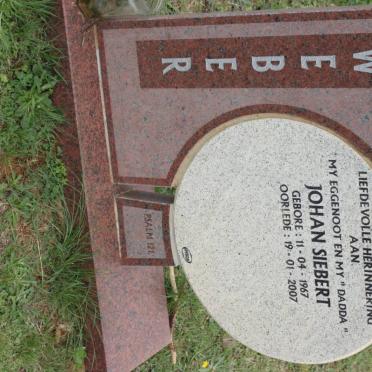 WEBER
LIEFDEVOLLE HERINNERING
AAN
MY EGGENOOT EN MY "DADDA"
JOHAN SIEBERT
GEBORE : 11 - 04 - 1967
OORLEDE : 19 - 01 - 2007
PSALM 121